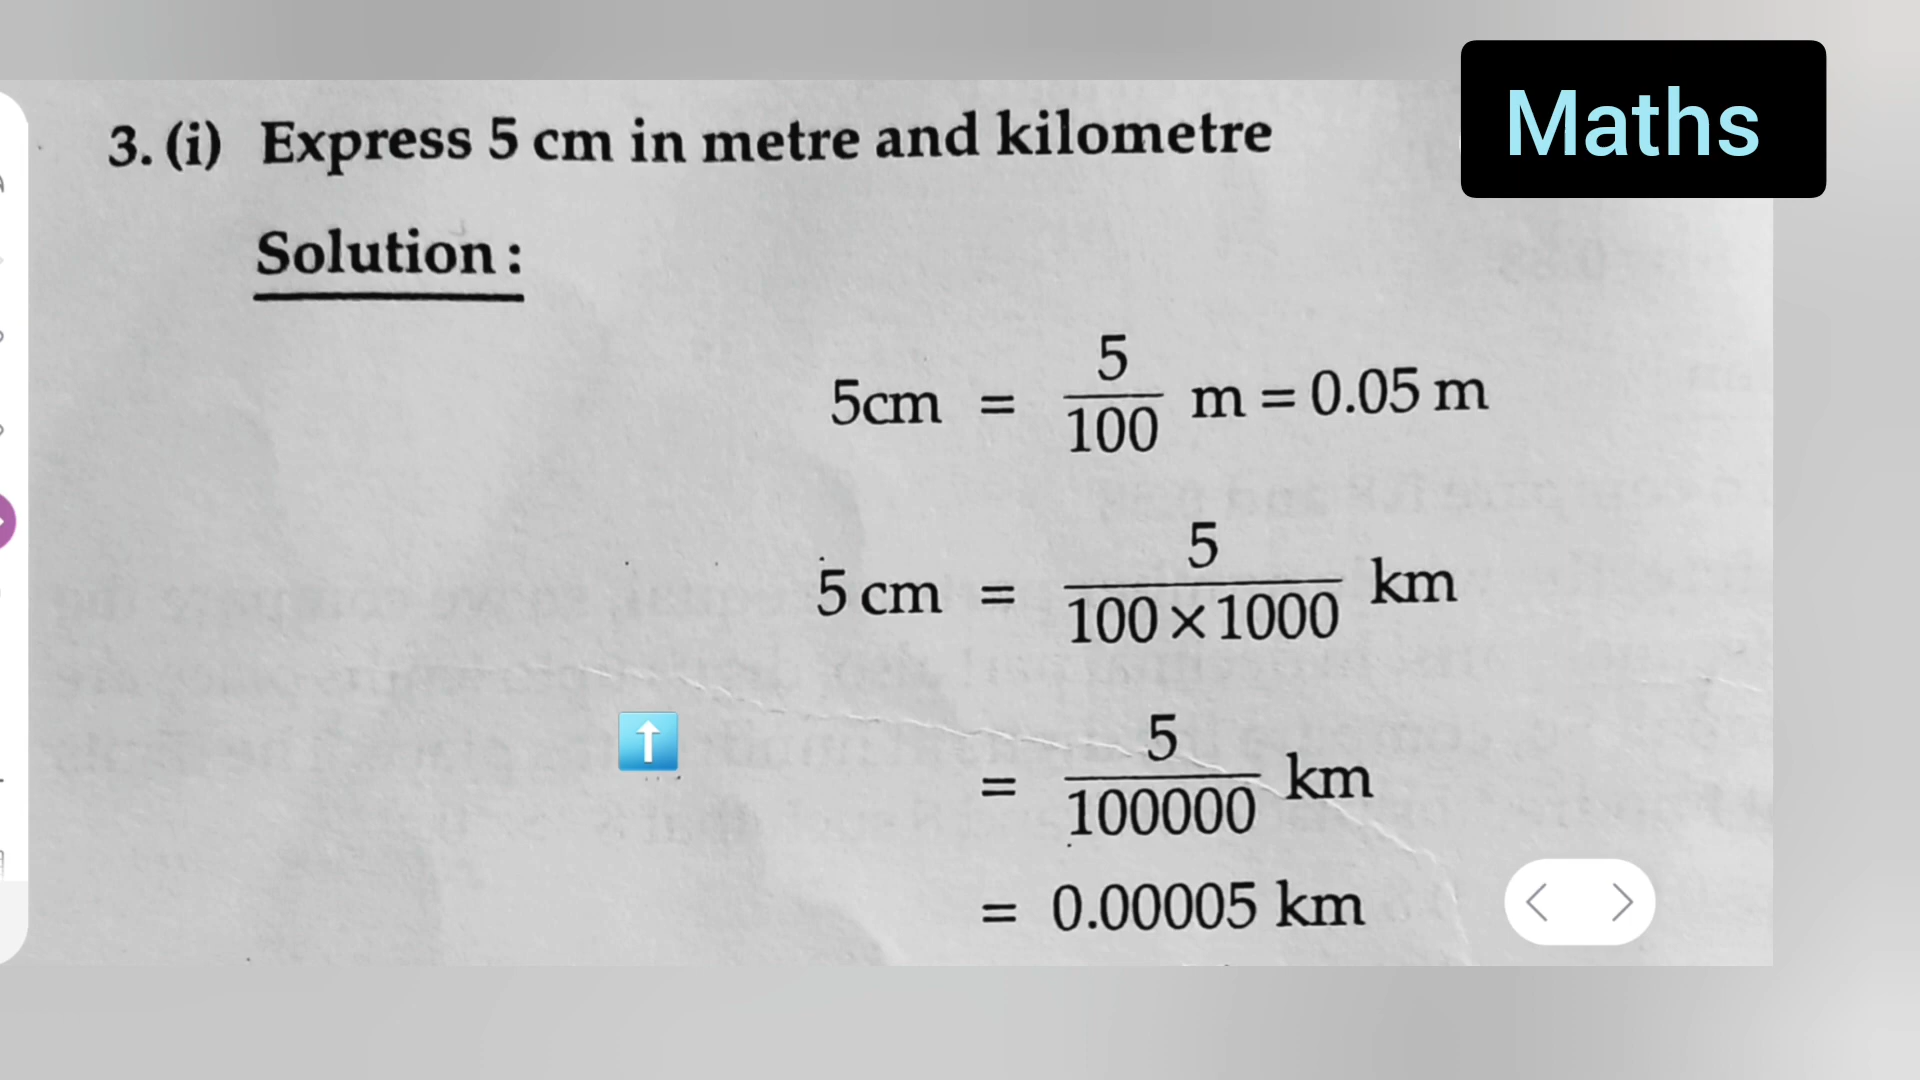 Maths
3. (i) Express 5 cm in metre and kilometre
Solution :
5cm = 5/100 m = 0.05 m
5 cm = 5/(100×1000) km
= 5/100000 km
= 0.00005 km